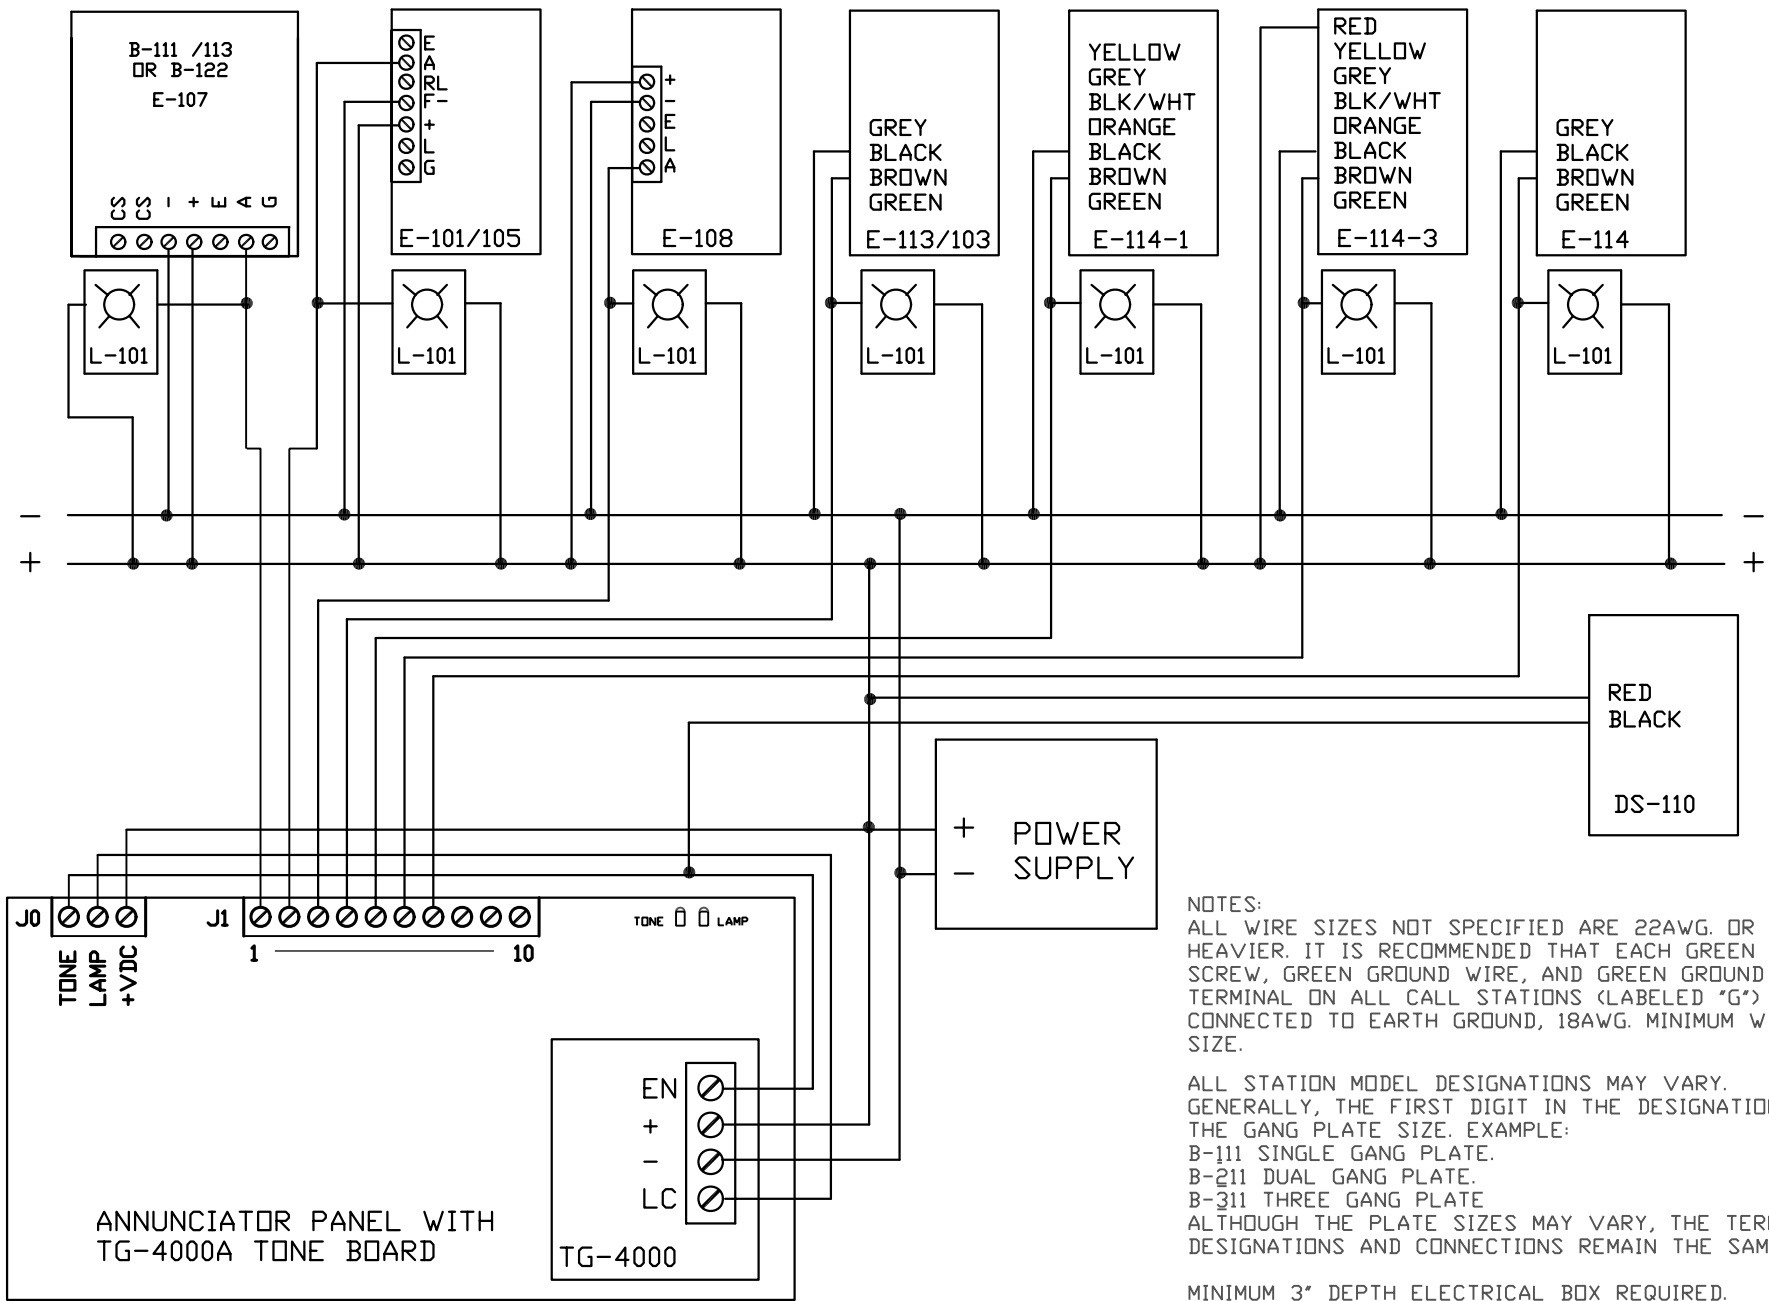 B-111 /113
OR B-122
E-107
CS CS - + E A G
L-101
E
A
RL
F-
+
L
G
E-101/105
L-101
+
-
E
L
A
E-108
L-101
GREY
BLACK
BROWN
GREEN
E-113/103
L-101
YELLOW
GREY
BLK/WHT
ORANGE
BLACK
BROWN
GREEN
E-114-1
L-101
RED
YELLOW
GREY
BLK/WHT
ORANGE
BLACK
BROWN
GREEN
E-114-3
L-101
GREY
BLACK
BROWN
GREEN
E-114
L-101
- -
+ +
RED
BLACK
DS-110
+ POWER
- SUPPLY
J0
TONE
LAMP
+VDC
J1
1 10
TONE LAMP
EN
+
-
LC
TG-4000
ANNUNCIATOR PANEL WITH
TG-4000A TONE BOARD
NOTES:
ALL WIRE SIZES NOT SPECIFIED ARE 22AWG. OR
HEAVIER. IT IS RECOMMENDED THAT EACH GREEN
SCREW, GREEN GROUND WIRE, AND GREEN GROUND
TERMINAL ON ALL CALL STATIONS (LABELED "G")
CONNECTED TO EARTH GROUND, 18AWG. MINIMUM W
SIZE.
ALL STATION MODEL DESIGNATIONS MAY VARY.
GENERALLY, THE FIRST DIGIT IN THE DESIGNATIO
THE GANG PLATE SIZE. EXAMPLE:
B-111 SINGLE GANG PLATE.
B-211 DUAL GANG PLATE.
B-311 THREE GANG PLATE
ALTHOUGH THE PLATE SIZES MAY VARY, THE TER
DESIGNATIONS AND CONNECTIONS REMAIN THE SAM
MINIMUM 3" DEPTH ELECTRICAL BOX REQUIRED.